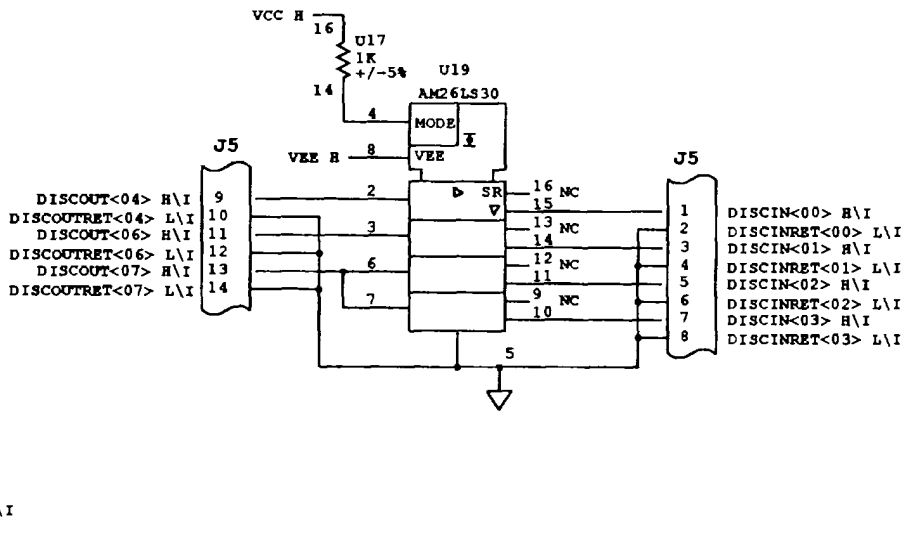 VCC H
16
U17
1K
+/-5%
14
U19
AM26LS30
4
MODE
VEE H
8
VEE
J5
J5
DISCOUT<04> H\I 9
DISCOUTRET<04> L\I 10
DISCOUT<06> H\I 11
DISCOUTRET<06> L\I 12
DISCOUT<07> H\I 13
DISCOUTRET<07> L\I 14
2
3
6
7
SR
16 NC
15
13 NC
14
12 NC
11
9 NC
10
5
1 DISCIN<00> H\I
2 DISCINRET<00> L\I
3 DISCIN<01> H\I
4 DISCINRET<01> L\I
5 DISCIN<02> H\I
6 DISCINRET<02> L\I
7 DISCIN<03> H\I
8 DISCINRET<03> L\I
\I